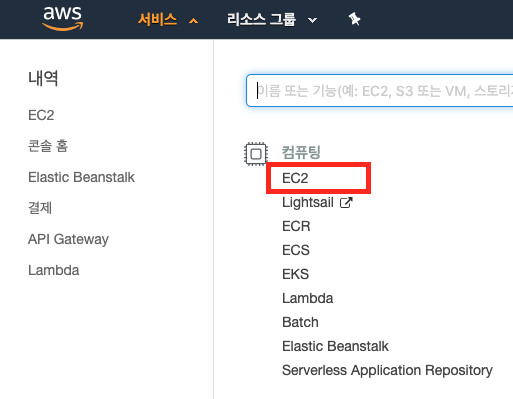 aws
서비스
리소스 그룹
내역
EC2
콘솔 홈
Elastic Beanstalk
결제
API Gateway
Lambda
이름 또는 기능(예: EC2, S3 또는 VM, 스토리지
컴퓨팅
EC2
Lightsail
ECR
ECS
EKS
Lambda
Batch
Elastic Beanstalk
Serverless Application Repository